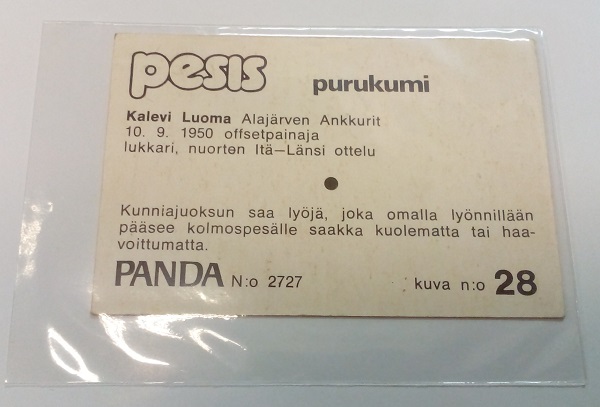 pesis purukumi
Kalevi Luoma Alajärven Ankkurit
10. 9. 1950 offsetpainaja
lukkari, nuorten Itä—Länsi ottelu
Kunniajuoksun saa lyöjä, joka omalla lyönnillään
pääsee kolmospesälle saakka kuolematta tai haa-
voittumatta.
PANDA N:o 2727 kuva n:o 28